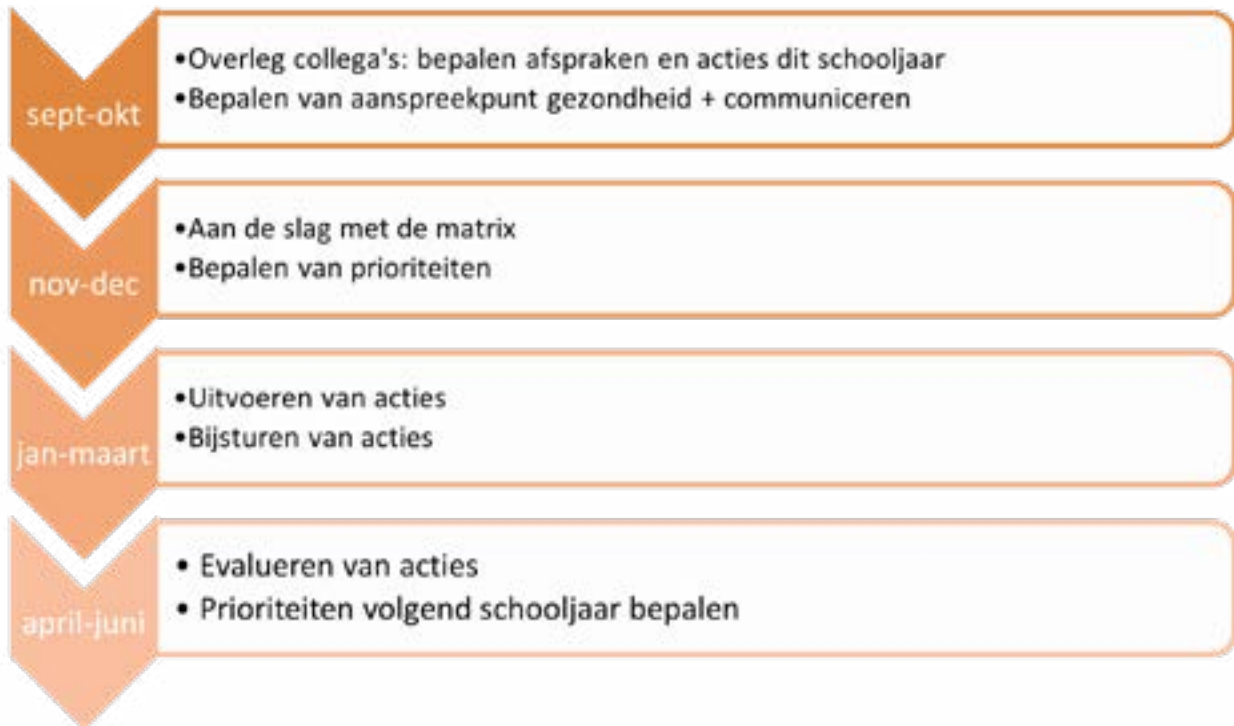 sept-okt
•Overleg collega's: bepalen afspraken en acties dit schooljaar
•Bepalen van aanspreekpunt gezondheid + communiceren
nov-dec
•Aan de slag met de matrix
•Bepalen van prioriteiten
jan-maart
•Uitvoeren van acties
•Bijsturen van acties
april-juni
• Evalueren van acties
• Prioriteiten volgend schooljaar bepalen